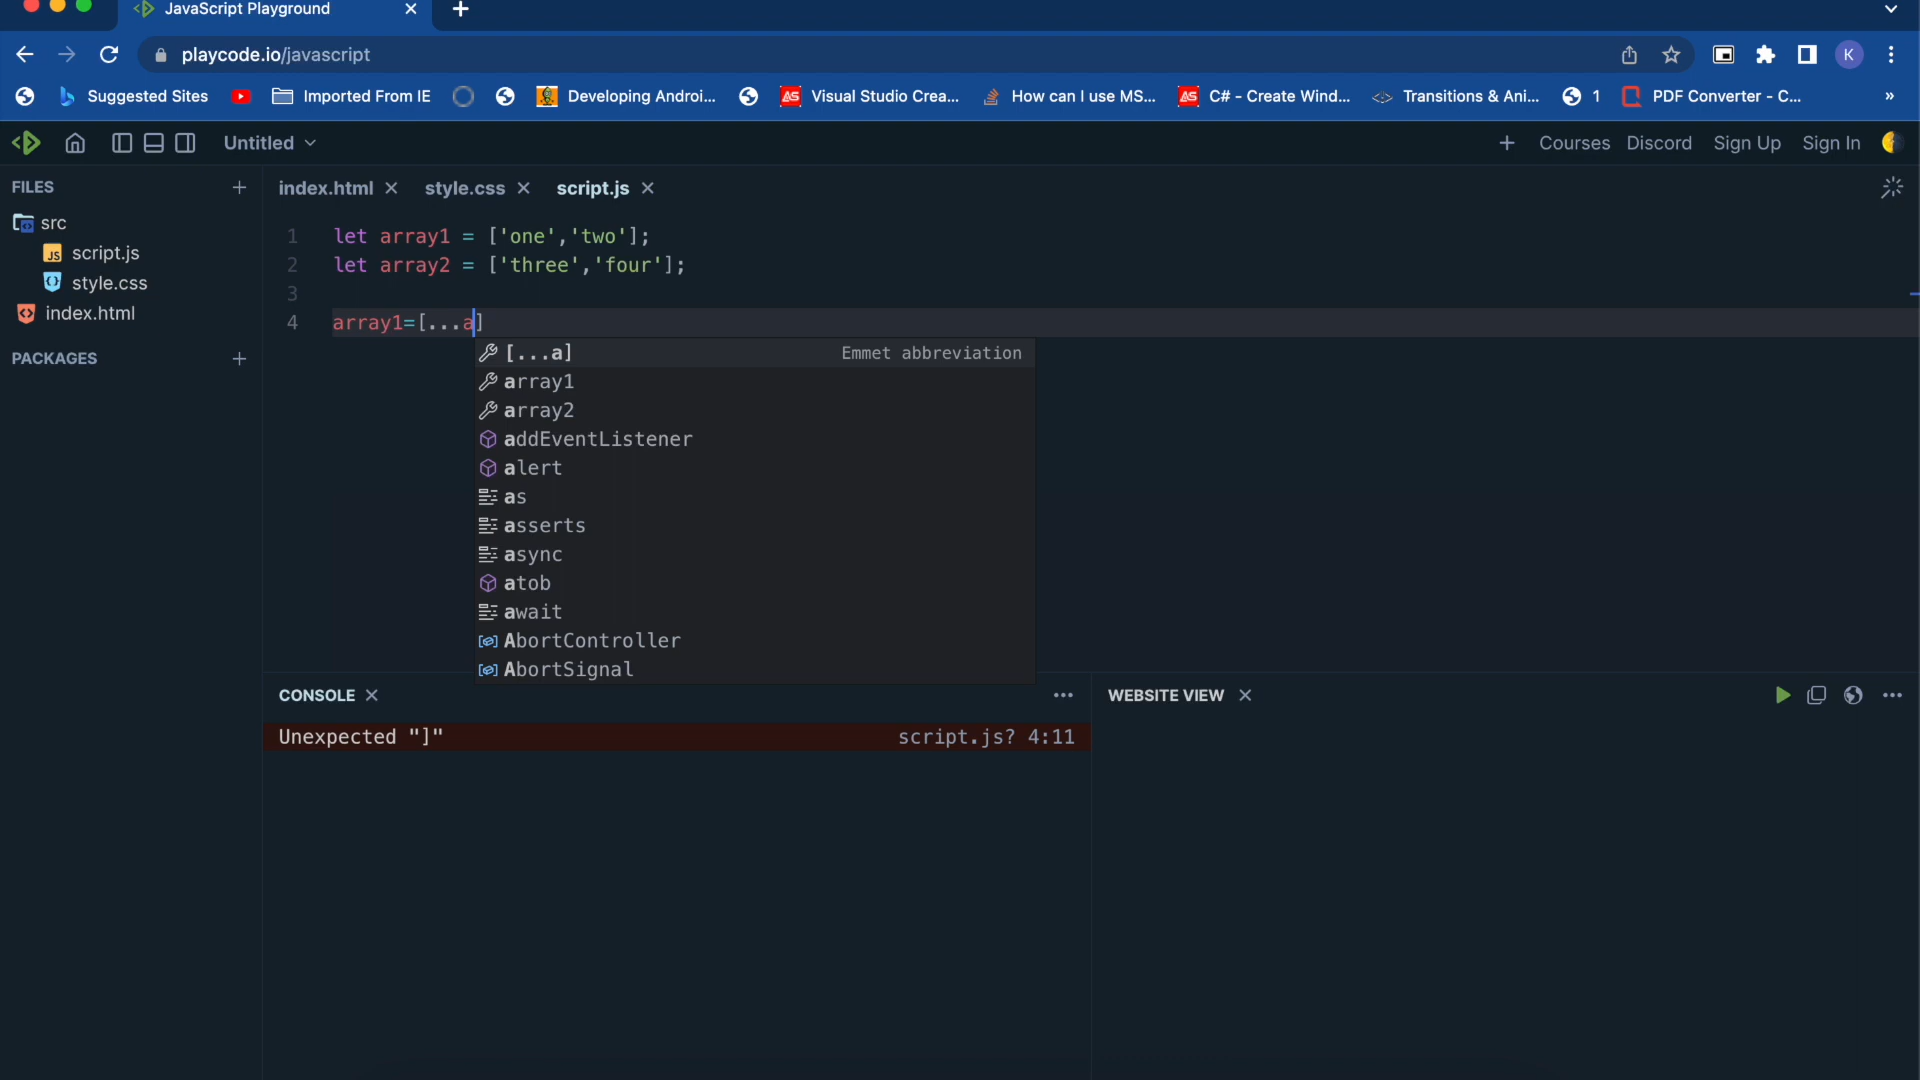 JavaScript Playground
playcode.io/javascript
K
Suggested Sites
Imported From IE
Developing Androi...
AS
Visual Studio Crea...
How can I use MS...
AS
C# - Create Wind...
Transitions & Ani...
1
PDF Converter - C...
»
Untitled
Courses
Discord
Sign Up
Sign In
FILES
src
JS script.js
style.css
index.html
PACKAGES
index.html
style.css
script.js
1 let array1 = ['one','two'];
2 let array2 = ['three','four'];
3
4 array1=[...a]
[...a] Emmet abbreviation
array1
array2
addEventListener
alert
as
asserts
async
atob
await
AbortController
AbortSignal
CONSOLE
WEBSITE VIEW
Unexpected "]" script.js? 4:11